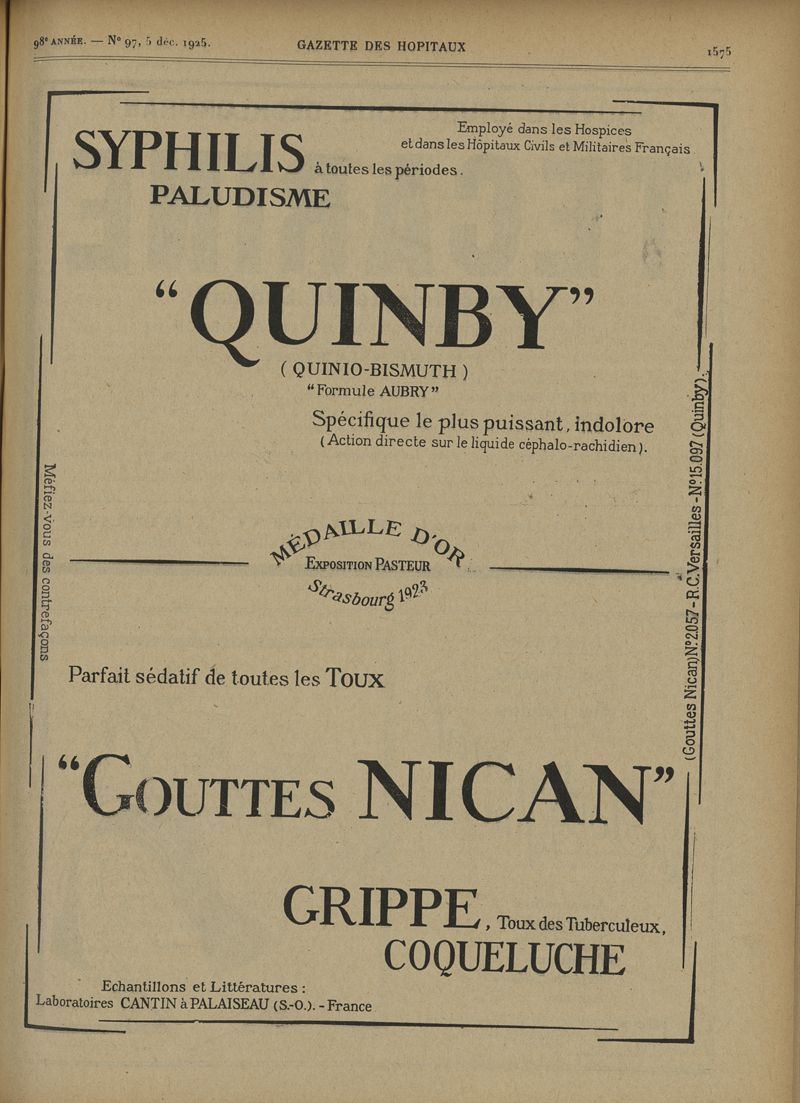 98e ANNÉE. — No 97, 5 déc. 1925.
GAZETTE DES HOPITAUX
1575
SYPHILIS
à toutes les périodes.
Employé dans les Hospices
et dans les Hôpitaux Civils et Militaires Français
PALUDISME
“QUINBY”
( QUINIO-BISMUTH )
“Formule AUBRY”
Spécifique le plus puissant, indolore
(Action directe sur le liquide céphalo-rachidien).
Méfiez-vous des contrefaçons
MÉDAILLE D'OR
EXPOSITION PASTEUR
Strasbourg 1923
(Gouttes Nican) No 2057 - R.C. Versailles - No 15.097 (Quinby).
Parfait sédatif de toutes les TOUX
“GOUTTES NICAN”
GRIPPE, Toux des Tuberculeux,
COQUELUCHE
Echantillons et Littératures :
Laboratoires CANTIN à PALAISEAU (S.-O.). - France